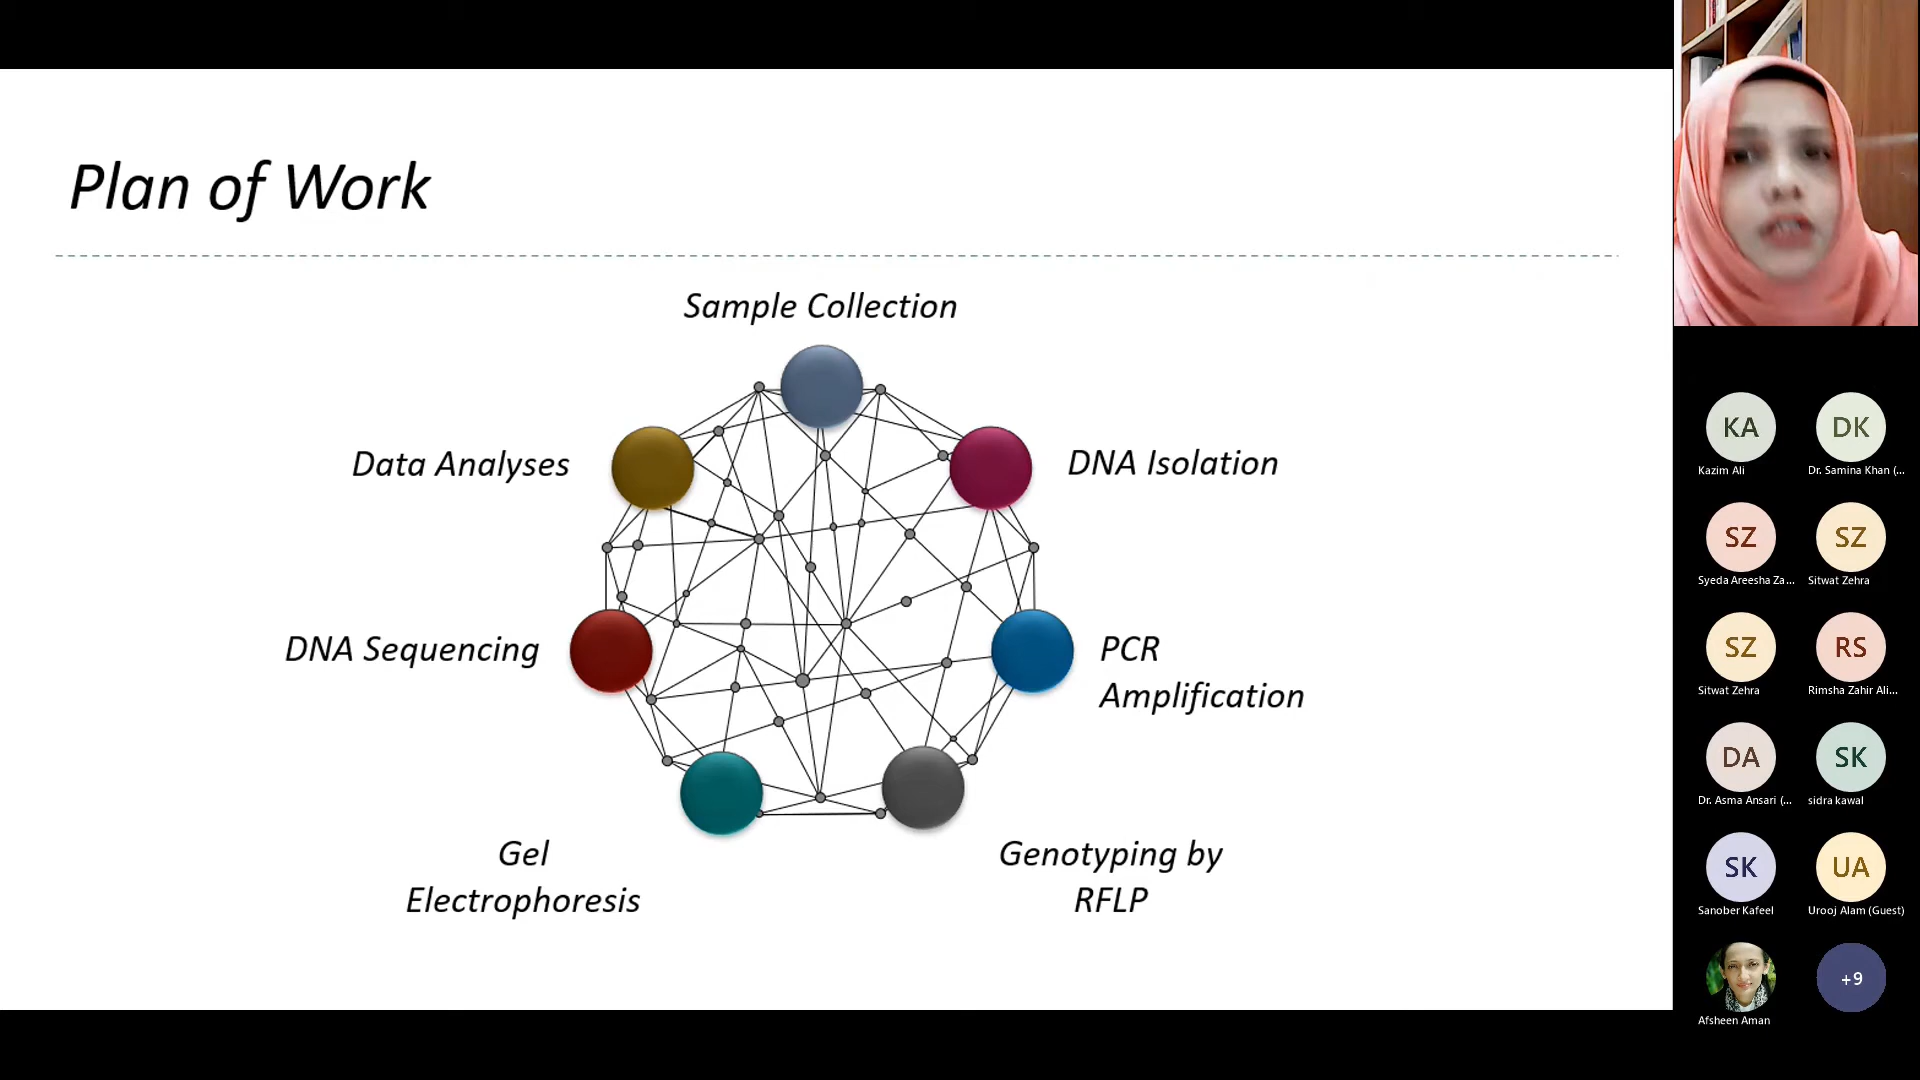 Plan of Work
Sample Collection
Data Analyses
DNA Isolation
DNA Sequencing
PCR
Amplification
Gel
Electrophoresis
Genotyping by
RFLP
KA
DK
Kazim Ali
Dr. Samina Khan (...
SZ
SZ
Syeda Areesha Za...
Sitwat Zehra
SZ
RS
Sitwat Zehra
Rimsha Zahir Ali...
DA
SK
Dr. Asma Ansari (...
sidra kawal
SK
UA
Sanober Kafeel
Urooj Alam (Guest)
+9
Afsheen Aman